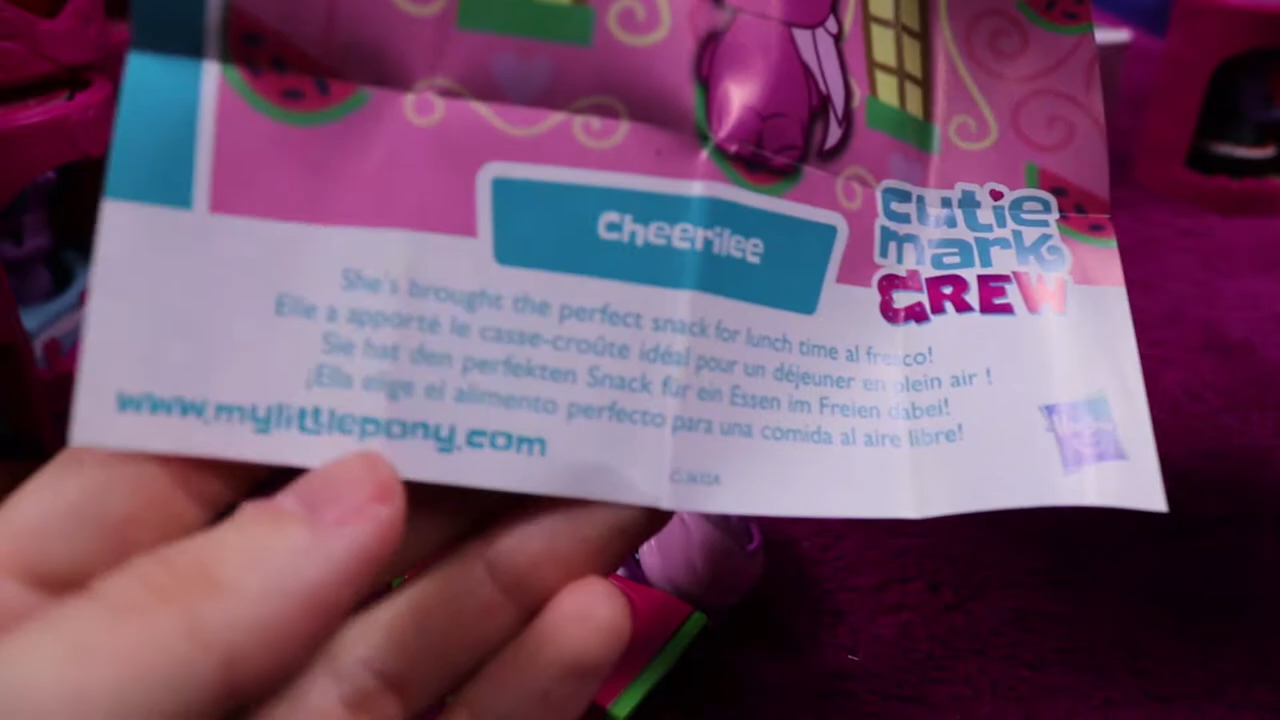 Cheerilee
cutie
mark
CREW
She's brought the perfect snack for lunch time al fresco!
Elle a apporté le casse-croûte idéal pour un déjeuner en plein air !
Sie hat den perfekten Snack für ein Essen im Freien dabei!
¡Ella elige el alimento perfecto para una comida al aire libre!
www.mylittlepony.com